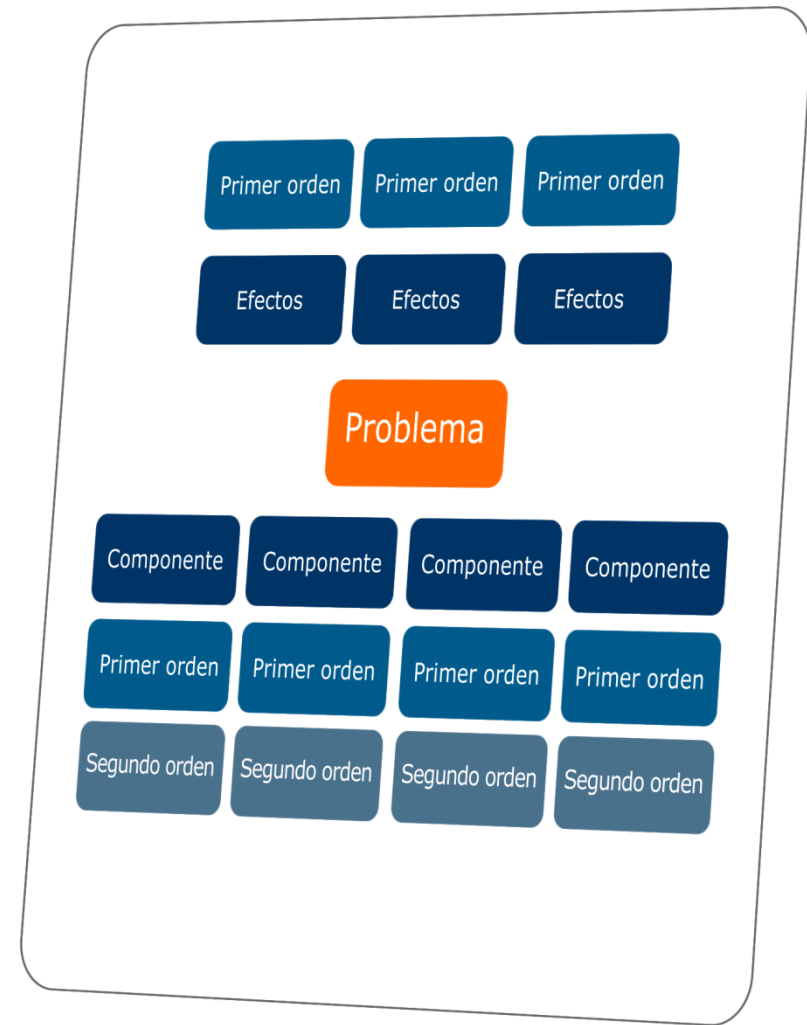 Primer orden Primer orden Primer orden
Efectos Efectos Efectos
Problema
Componente Componente Componente Componente
Primer orden Primer orden Primer orden Primer orden
Segundo orden Segundo orden Segundo orden Segundo orden